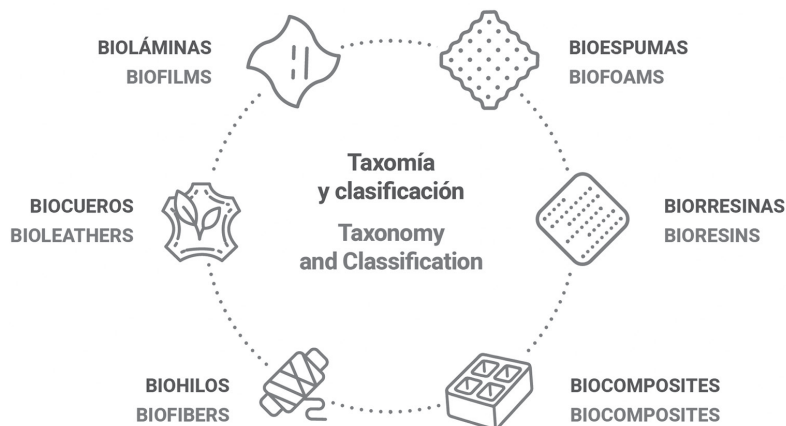 BIOLÁMINAS
BIOFILMS
BIOESPUMAS
BIOFOAMS
Taxomía
y clasificación
Taxonomy
and Classification
BIOCUEROS
BIOLEATHERS
BIORRESINAS
BIORESINS
BIOHILOS
BIOFIBERS
BIOCOMPOSITES
BIOCOMPOSITES